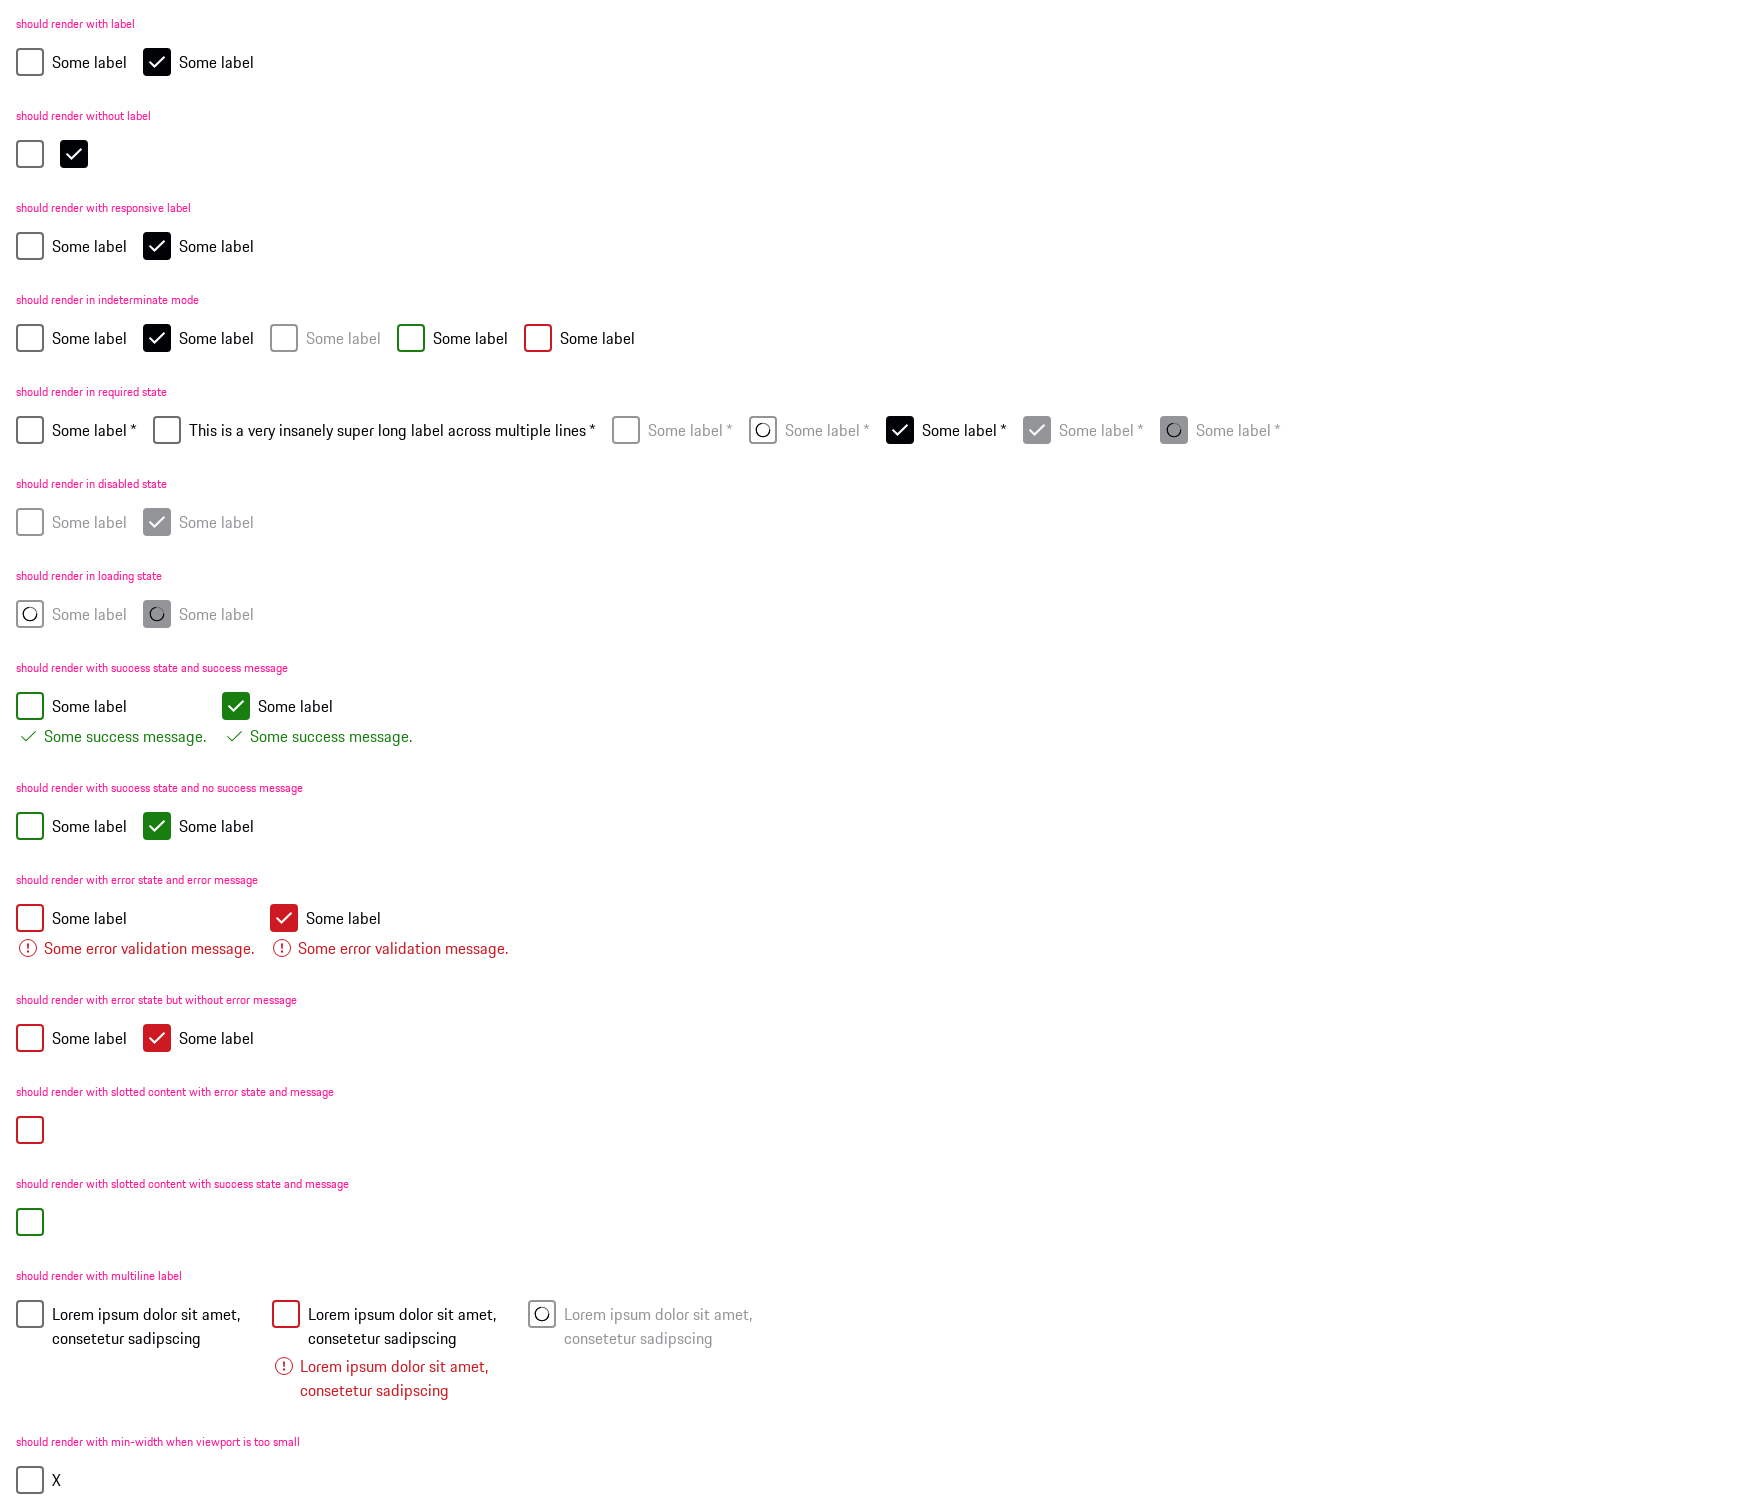 should render with label
Some label Some label
should render without label
should render with responsive label
Some label Some label
should render in indeterminate mode
Some label Some label Some label Some label Some label
should render in required state
Some label * This is a very insanely super long label across multiple lines * Some label * Some label * Some label * Some label * Some label *
should render in disabled state
Some label Some label
should render in loading state
Some label Some label
should render with success state and success message
Some label Some label
Some success message. Some success message.
should render with success state and no success message
Some label Some label
should render with error state and error message
Some label Some label
Some error validation message. Some error validation message.
should render with error state but without error message
Some label Some label
should render with slotted content with error state and message
should render with slotted content with success state and message
should render with multiline label
Lorem ipsum dolor sit amet, Lorem ipsum dolor sit amet, Lorem ipsum dolor sit amet,
consetetur sadipscing consetetur sadipscing consetetur sadipscing
Lorem ipsum dolor sit amet,
consetetur sadipscing
should render with min-width when viewport is too small
X